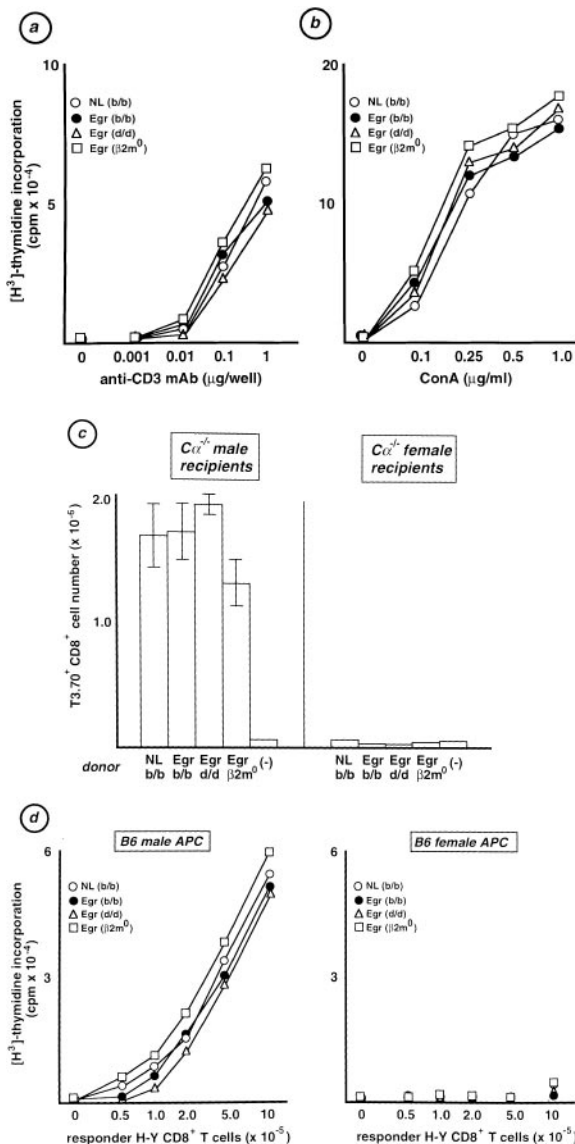 a
b
10
5
0
[H³]-thymidine incorporation
(cpm x 10⁻⁴)
NL (b/b)
Egr (b/b)
Egr (d/d)
Egr (β2m⁰)
0 0.001 0.01 0.1 1
anti-CD3 mAb (µg/well)
20
10
0
NL (b/b)
Egr (b/b)
Egr (d/d)
Egr (β2m⁰)
0 0.1 0.25 0.5 1.0
ConA (µg/ml)
c
Cα⁻/⁻ male
recipients
Cα⁻/⁻ female
recipients
2.0
1.0
T3.70⁺ CD8⁺ cell number (x 10⁻⁶)
donor
NL Egr Egr Egr (-)
b/b b/b d/d β2m⁰
NL Egr Egr Egr (-)
b/b b/b d/d β2m⁰
d
B6 male APC
6
3
[H³]-thymidine incorporation
(cpm x 10⁻⁴)
NL (b/b)
Egr (b/b)
Egr (d/d)
Egr (β2m⁰)
0 0.5 1.0 2.0 5.0 10
responder H-Y CD8⁺ T cells (x 10⁻⁵)
B6 female APC
6
3
NL (b/b)
Egr (b/b)
Egr (d/d)
Egr (β2m⁰)
0 0.5 1.0 2.0 5.0 10
responder H-Y CD8⁺ T cells (x 10⁻⁵)